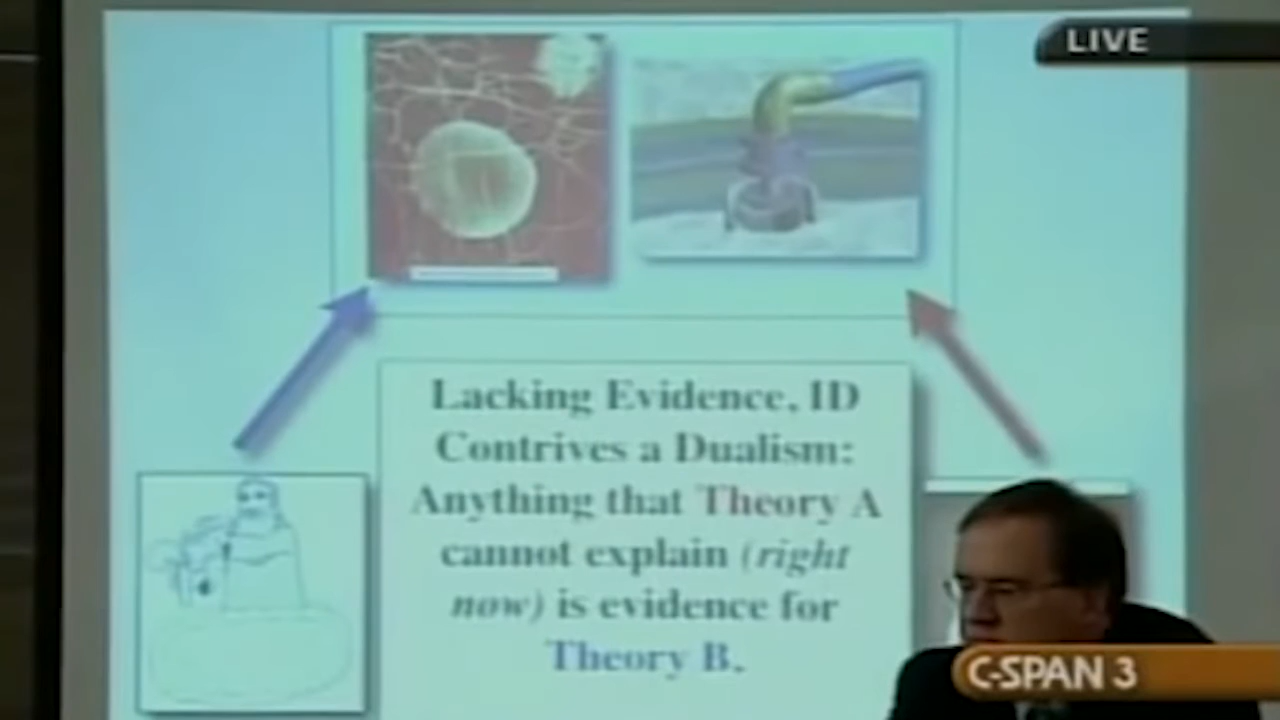 LIVE
Lacking Evidence, ID
Contrives a Dualism:
Anything that Theory A
cannot explain (right
now) is evidence for
Theory B.
C-SPAN 3